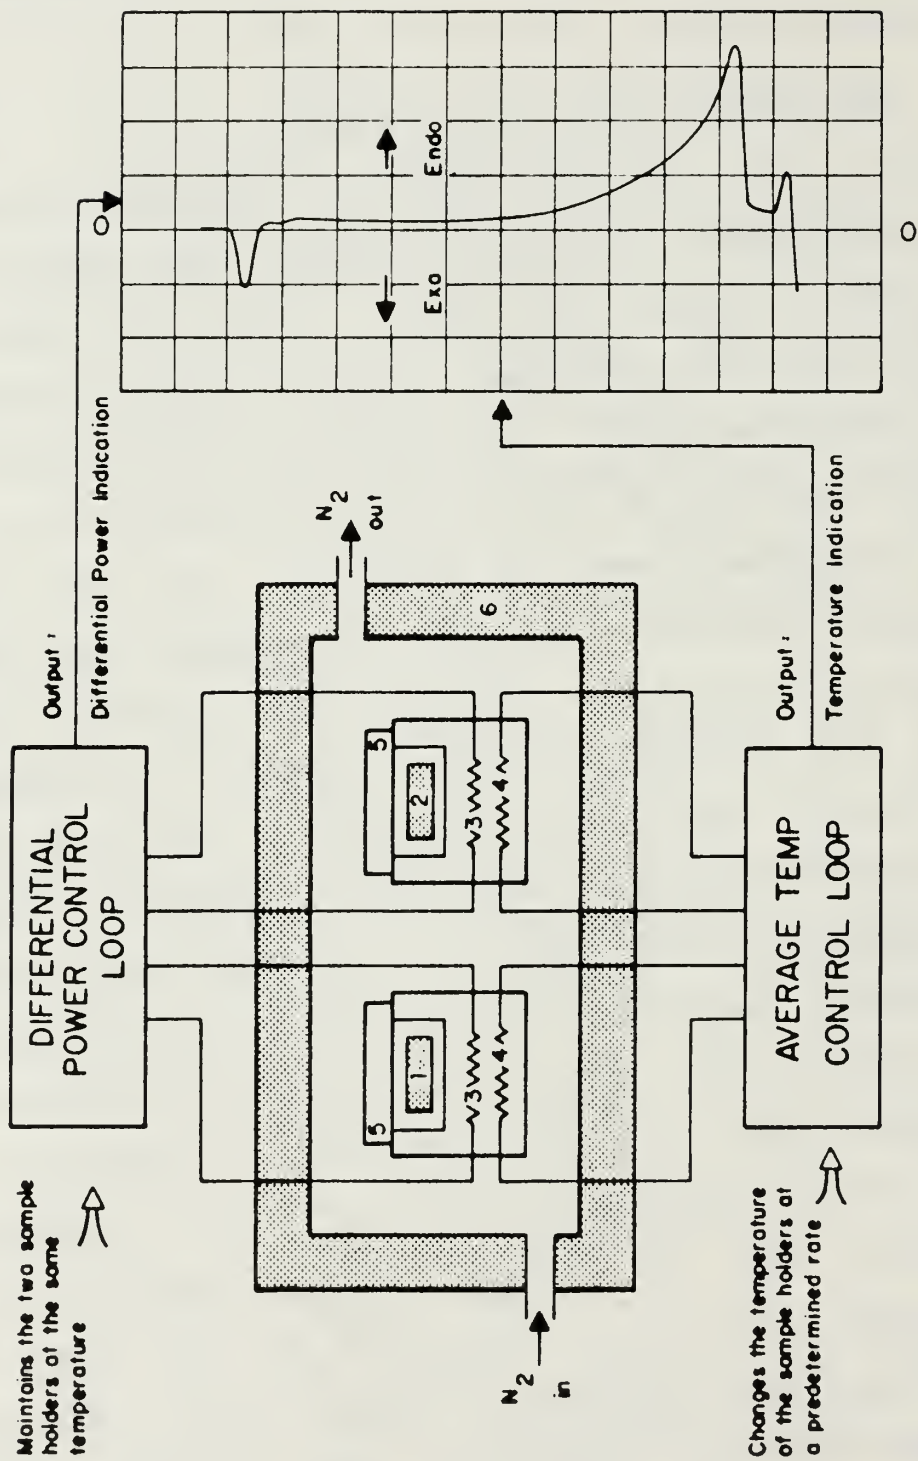 Maintains the two sample
holders at the same
temperature
DIFFERENTIAL
POWER CONTROL
LOOP
Output:
Differential Power Indication
O
Exo
Endo
O
N2
in
5
1
3
4
5
2
3
4
6
N2
out
Changes the temperature
of the sample holders at
a predetermined rate
AVERAGE TEMP
CONTROL LOOP
Output:
Temperature Indication